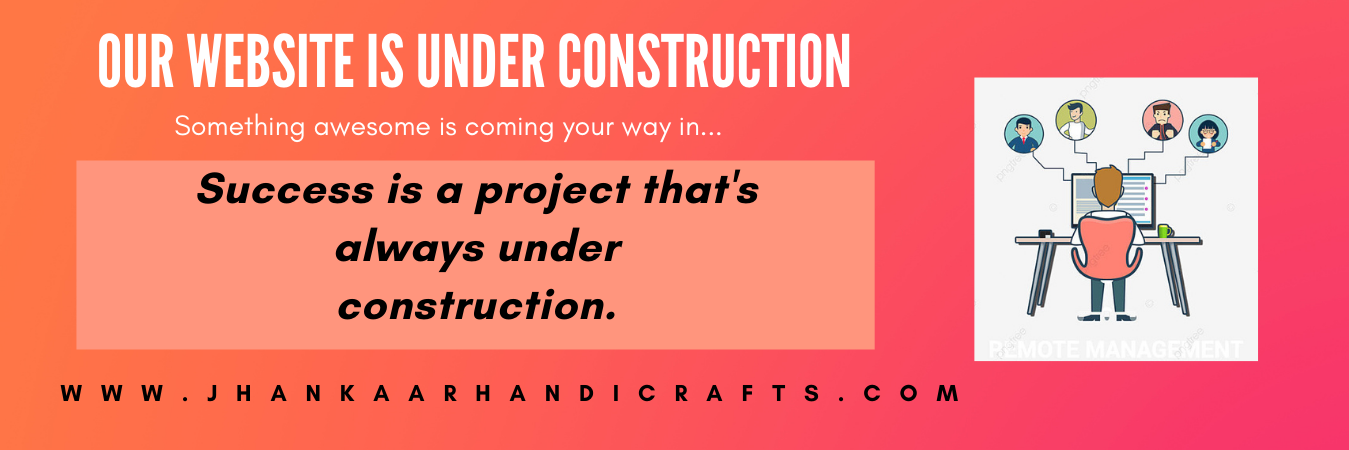 OUR WEBSITE IS UNDER CONSTRUCTION
Something awesome is coming your way in...
Success is a project that's
always under
construction.
WWW.JHANKAARHANDICRAFTS.COM
REMOTE MANAGEMENT